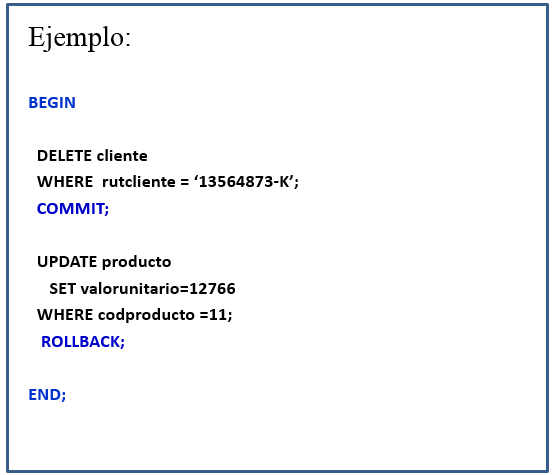 Ejemplo:
BEGIN
DELETE cliente
WHERE rutcliente = ‘13564873-K’;
COMMIT;
UPDATE producto
SET valorunitario=12766
WHERE codproducto =11;
ROLLBACK;
END;